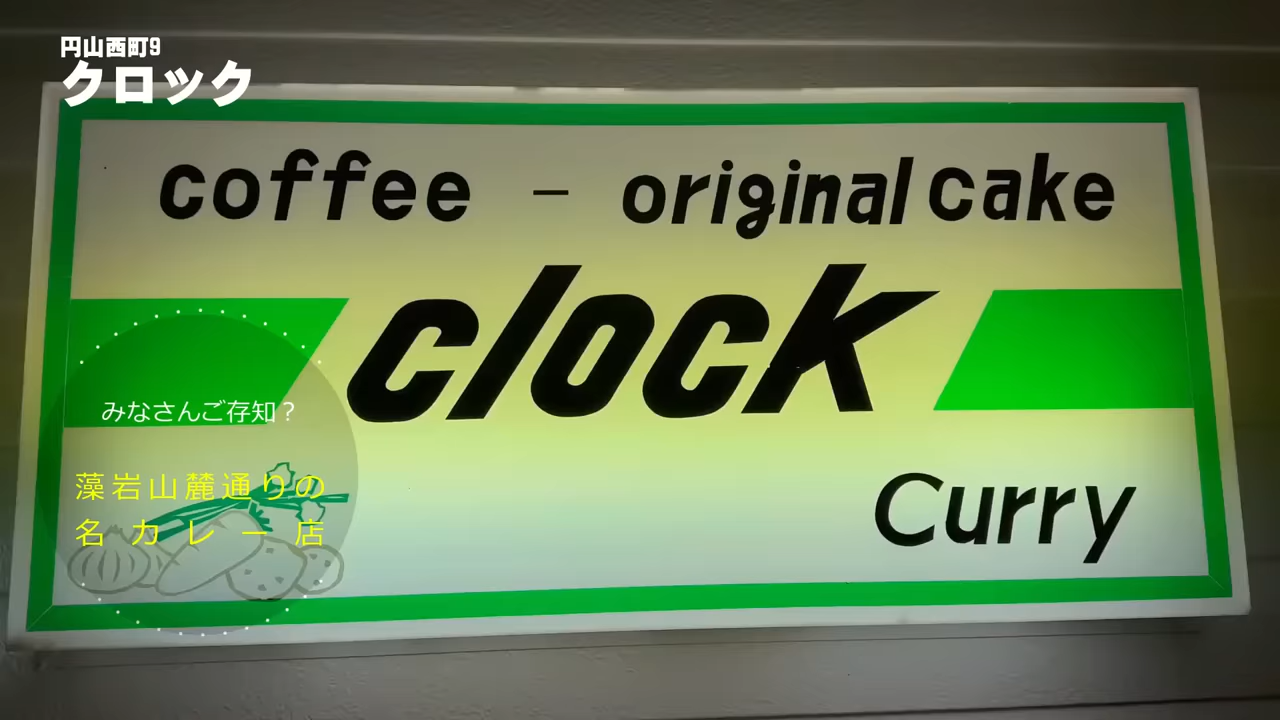 円山西町9
クロック
coffee - original cake
clock
Curry
みなさんご存知？
藻岩山麓通りの
名カレー店